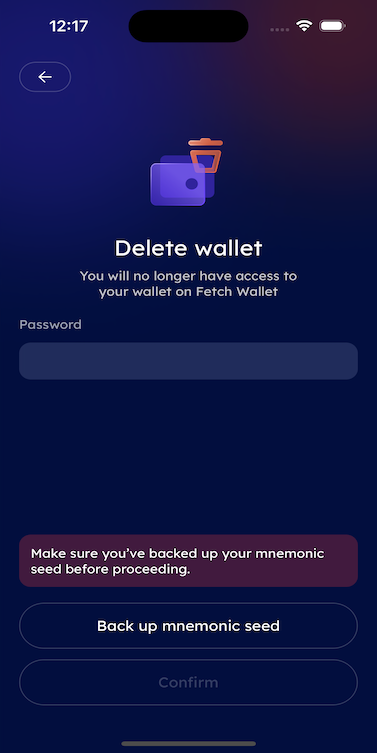 12:17
Delete wallet
You will no longer have access to
your wallet on Fetch Wallet
Password
Make sure you’ve backed up your mnemonic
seed before proceeding.
Back up mnemonic seed
Confirm